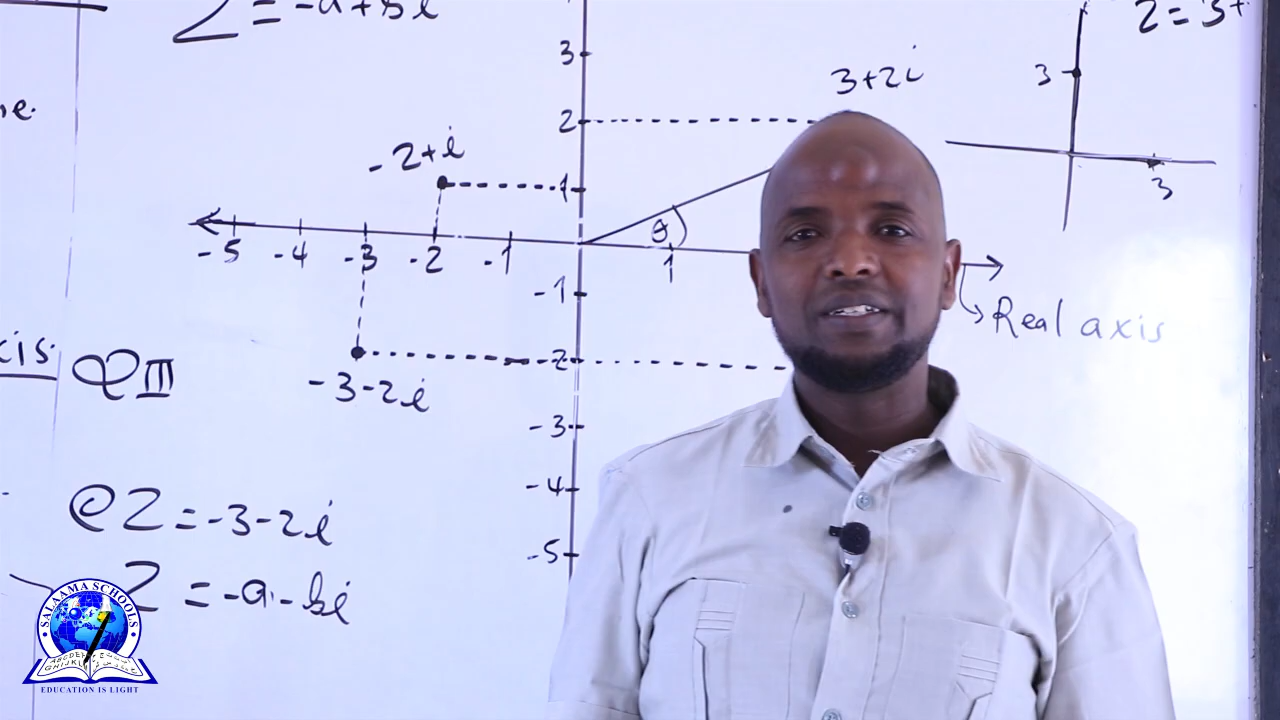 Z = -a+bi
Z = 3+
3
3+2i
3
2
-2+i
1
3
-5 -4 -3 -2 -1
θ
1
-1
Real axis
xis.
QIII
-2
-3-2i
-3
-4
@ Z = -3-2i
-5
Z = -a-bi
SALAAMA SCHOOLS
EDUCATION IS LIGHT